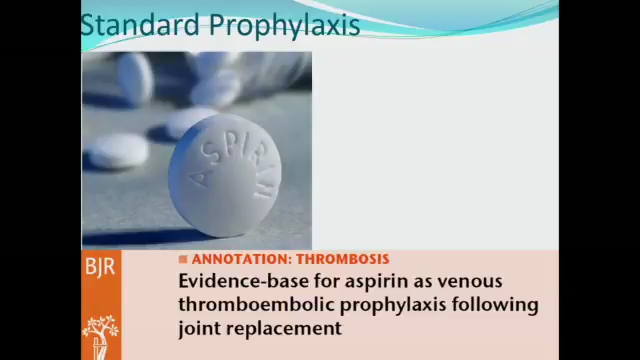 Standard Prophylaxis
ASPIRIN
BJR
ANNOTATION: THROMBOSIS
Evidence-base for aspirin as venous
thromboembolic prophylaxis following
joint replacement